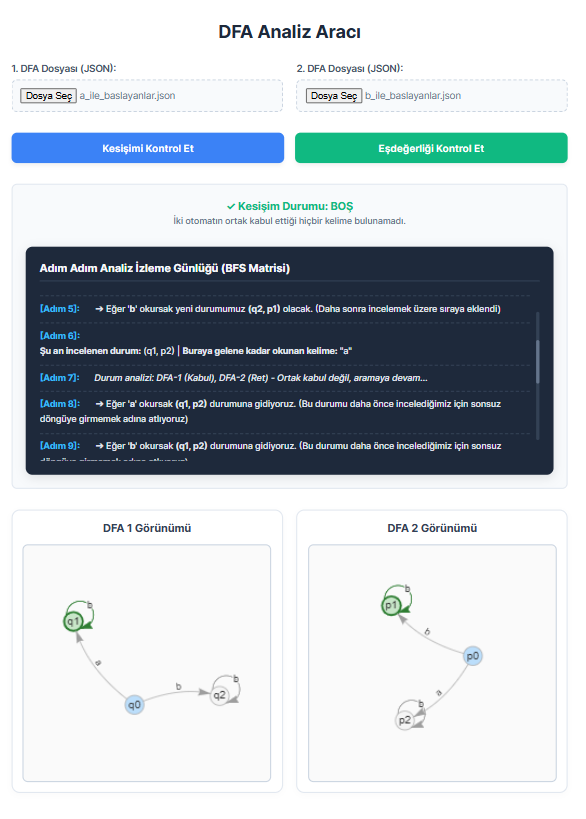 DFA Analiz Aracı
1. DFA Dosyası (JSON):
2. DFA Dosyası (JSON):
Dosya Seç a_ile_baslayanlar.json
Dosya Seç b_ile_baslayanlar.json
Kesişimi Kontrol Et
Eşdeğerliği Kontrol Et
✓ Kesişim Durumu: BOŞ
İki otomatın ortak kabul ettiği hiçbir kelime bulunamadı.
Adım Adım Analiz İzleme Günlüğü (BFS Matrisi)
[Adım 5]: ➔ Eğer 'b' okursak yeni durumumuz (q2, p1) olacak. (Daha sonra incelemek üzere sıraya eklendi)
[Adım 6]:
Şu an incelenen durum: (q1, p2) | Buraya gelene kadar okunan kelime: "a"
[Adım 7]: Durum analizi: DFA-1 (Kabul), DFA-2 (Ret) - Ortak kabul değil, aramaya devam...
[Adım 8]: ➔ Eğer 'a' okursak (q1, p2) durumuna gidiyoruz. (Bu durumu daha önce incelediğimiz için sonsuz
döngüye girmemek adına atlıyoruz)
[Adım 9]: ➔ Eğer 'b' okursak (q1, p2) durumuna gidiyoruz. (Bu durumu daha önce incelediğimiz için sonsuz
döngüye girmemek adına atlıyoruz)
DFA 1 Görünümü
DFA 2 Görünümü
b
q1
a
b
b
q2
q0
b
p1
b
p0
a
b
p2